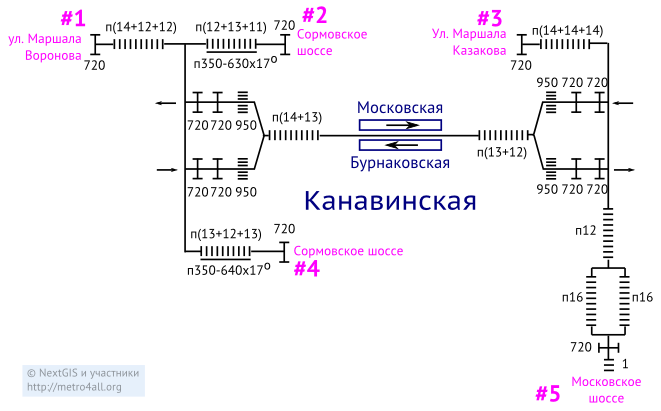 #1
ул. Маршала
Воронова
720
п(14+12+12)
п(12+13+11)
п350-630x17°
720
#2
Сормовское
шоссе
#3
Ул. Маршала
Казакова
720
п(14+14+14)
720 720 950
п(14+13)
Московская
Бурнаковская
п(13+12)
950 720 720
720 720 950
950 720 720
Канавинская
п(13+12+13)
п350-640x17°
720
Сормовское шоссе
#4
п12
п16
п16
720
1
#5
Московское
шоссе
© NextGIS и участники
http://metro4all.org